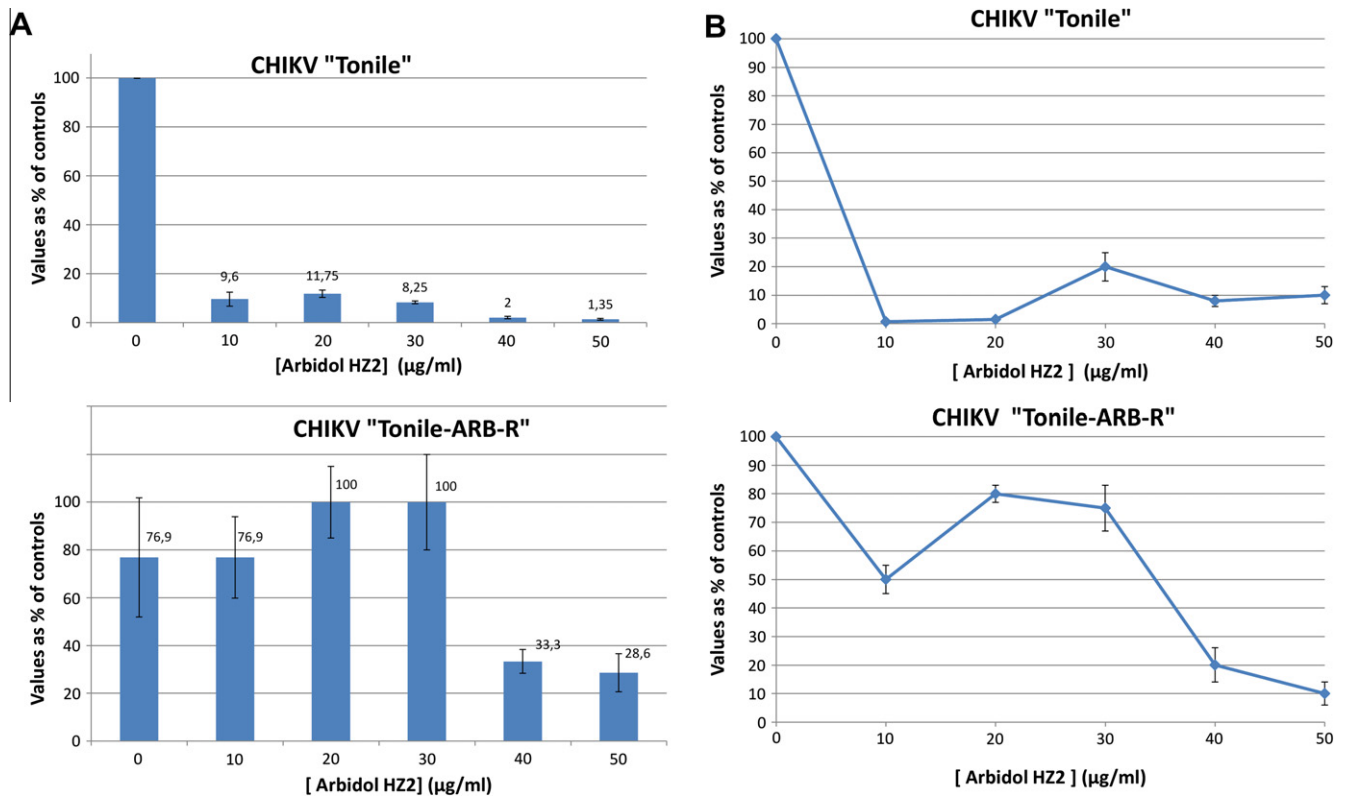 A
CHIKV "Tonile"
Values as % of controls
100
80
60
40
20
0
9,6
11,75
8,25
2
1,35
0 10 20 30 40 50
[Arbidol HZ2] (µg/ml)
CHIKV "Tonile-ARB-R"
Values as % of controls
100
80
60
40
20
0
76,9
76,9
100
100
33,3
28,6
0 10 20 30 40 50
[ Arbidol HZ2] (µg/ml)
B
CHIKV "Tonile"
Values as % of controls
100
90
80
70
60
50
40
30
20
10
0
0 10 20 30 40 50
[ Arbidol HZ2 ] (µg/ml)
CHIKV "Tonile-ARB-R"
Values as % of controls
100
90
80
70
60
50
40
30
20
10
0
0 10 20 30 40 50
[ Arbidol HZ2 ] (µg/ml)